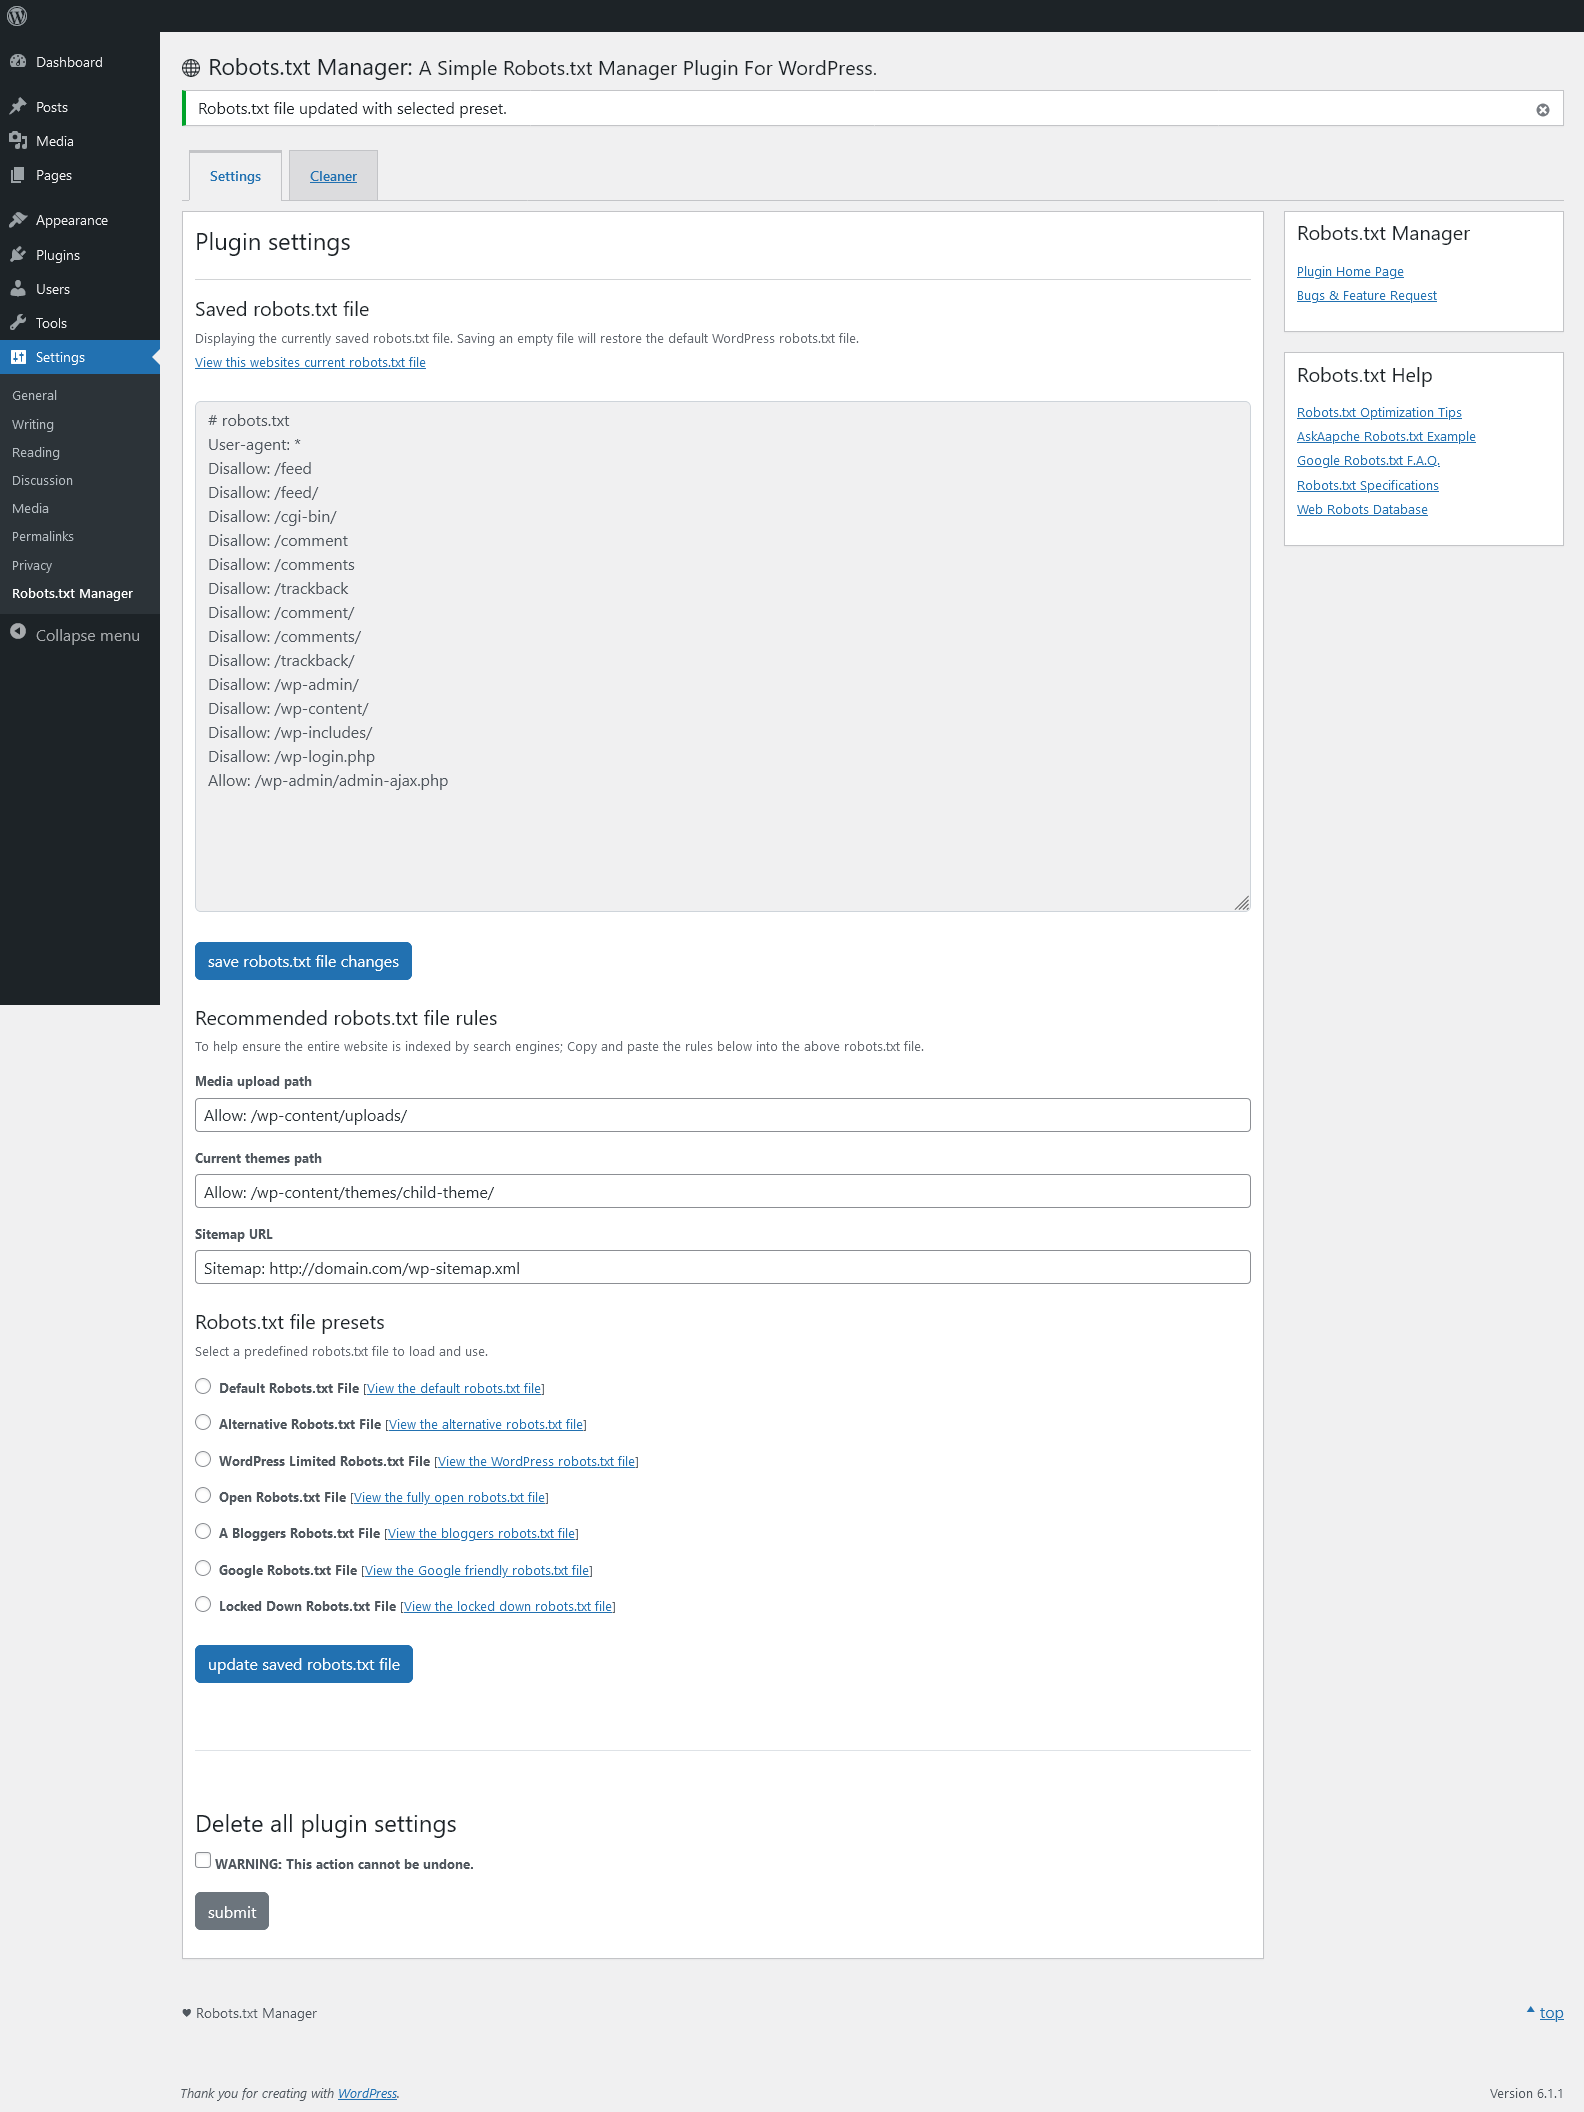 Dashboard
Posts
Media
Pages
Appearance
Plugins
Users
Tools
Settings
General
Writing
Reading
Discussion
Media
Permalinks
Privacy
Robots.txt Manager
Collapse menu
Robots.txt Manager: A Simple Robots.txt Manager Plugin For WordPress.
Robots.txt file updated with selected preset.
Settings
Cleaner
Plugin settings
Saved robots.txt file
Displaying the currently saved robots.txt file. Saving an empty file will restore the default WordPress robots.txt file.
View this websites current robots.txt file
# robots.txt
User-agent: *
Disallow: /feed
Disallow: /feed/
Disallow: /cgi-bin/
Disallow: /comment
Disallow: /comments
Disallow: /trackback
Disallow: /comment/
Disallow: /comments/
Disallow: /trackback/
Disallow: /wp-admin/
Disallow: /wp-content/
Disallow: /wp-includes/
Disallow: /wp-login.php
Allow: /wp-admin/admin-ajax.php
save robots.txt file changes
Recommended robots.txt file rules
To help ensure the entire website is indexed by search engines; Copy and paste the rules below into the above robots.txt file.
Media upload path
Allow: /wp-content/uploads/
Current themes path
Allow: /wp-content/themes/child-theme/
Sitemap URL
Sitemap: http://domain.com/wp-sitemap.xml
Robots.txt file presets
Select a predefined robots.txt file to load and use.
Default Robots.txt File [View the default robots.txt file]
Alternative Robots.txt File [View the alternative robots.txt file]
WordPress Limited Robots.txt File [View the WordPress robots.txt file]
Open Robots.txt File [View the fully open robots.txt file]
A Bloggers Robots.txt File [View the bloggers robots.txt file]
Google Robots.txt File [View the Google friendly robots.txt file]
Locked Down Robots.txt File [View the locked down robots.txt file]
update saved robots.txt file
Delete all plugin settings
WARNING: This action cannot be undone.
submit
Robots.txt Manager
Plugin Home Page
Bugs & Feature Request
Robots.txt Help
Robots.txt Optimization Tips
AskAapche Robots.txt Example
Google Robots.txt F.A.Q.
Robots.txt Specifications
Web Robots Database
♥ Robots.txt Manager
top
Thank you for creating with WordPress.
Version 6.1.1